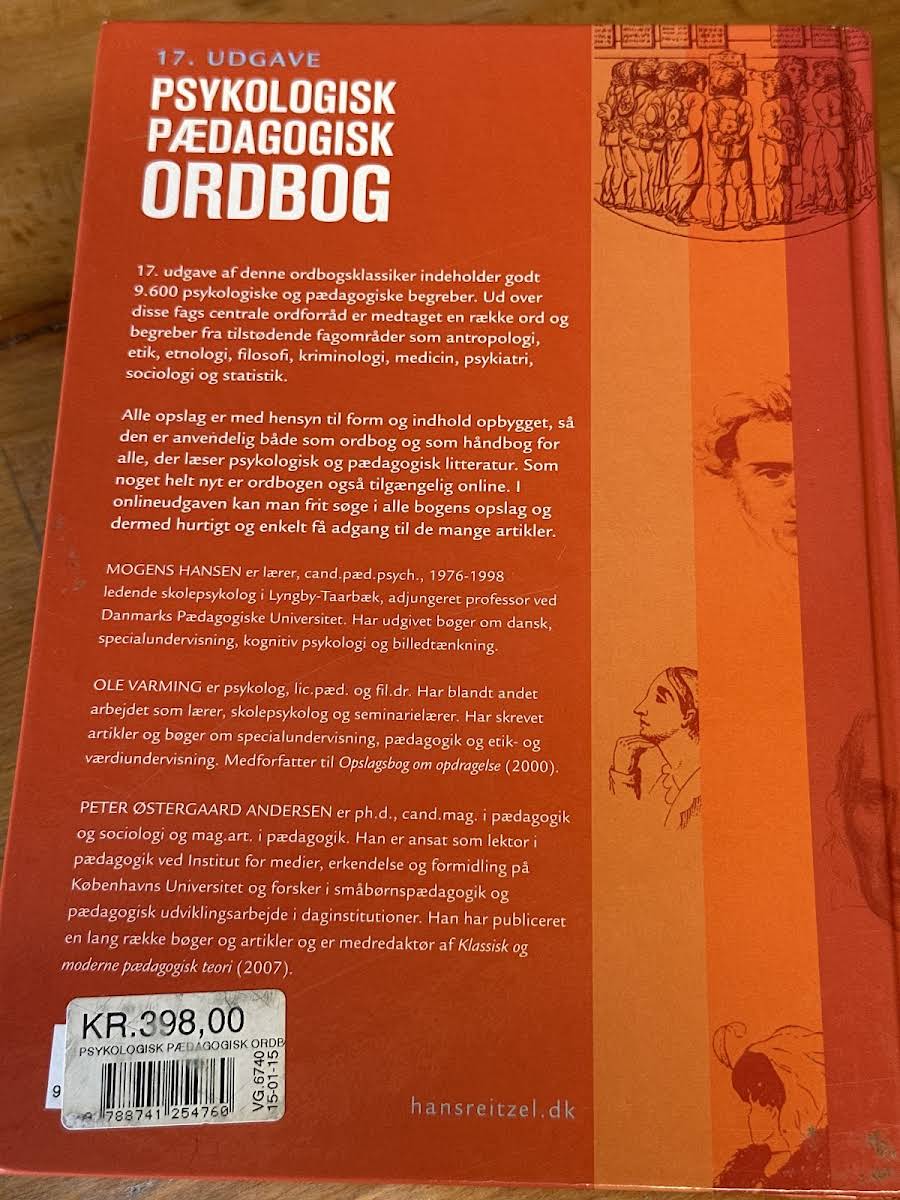 17. UDGAVE
PSYKOLOGISK
PÆDAGOGISK
ORDBOG
17. udgave af denne ordbogsklassiker indeholder godt
9.600 psykologiske og pædagogiske begreber. Ud over
disse fags centrale ordforråd er medtaget en række ord og
begreber fra tilstødende fagområder som antropologi,
etik, etnologi, filosofi, kriminologi, medicin, psykiatri,
sociologi og statistik.
Alle opslag er med hensyn til form og indhold opbygget, så
den er anvendelig både som ordbog og som håndbog for
alle, der læser psykologisk og pædagogisk litteratur. Som
noget helt nyt er ordbogen også tilgængelig online. I
onlineudgaven kan man frit søge i alle bogens opslag og
dermed hurtigt og enkelt få adgang til de mange artikler.
MOGENS HANSEN er lærer, cand.pæd.psych., 1976-1998
ledende skolepsykolog i Lyngby-Taarbæk, adjungeret professor ved
Danmarks Pædagogiske Universitet. Har udgivet bøger om dansk,
specialundervisning, kognitiv psykologi og billedtænkning.
OLE VARMING er psykolog, lic.pæd. og fil.dr. Har blandt andet
arbejdet som lærer, skolepsykolog og seminarielærer. Har skrevet
artikler og bøger om specialundervisning, pædagogik og etik- og
værdiundervisning. Medforfatter til Opslagsbog om opdragelse (2000).
PETER ØSTERGAARD ANDERSEN er ph.d., cand.mag. i pædagogik
og sociologi og mag.art. i pædagogik. Han er ansat som lektor i
pædagogik ved Institut for medier, erkendelse og formidling på
Københavns Universitet og forsker i småbørnspædagogik og
pædagogisk udviklingsarbejde i daginstitutioner. Han har publiceret
en lang række bøger og artikler og er medredaktør af Klassisk og
moderne pædagogisk teori (2007).
KR.398,00
PSYKOLOGISK PÆDAGOGISK ORDB
VG.6740
15-01-15
9
9 788741 254760
hansreitzel.dk